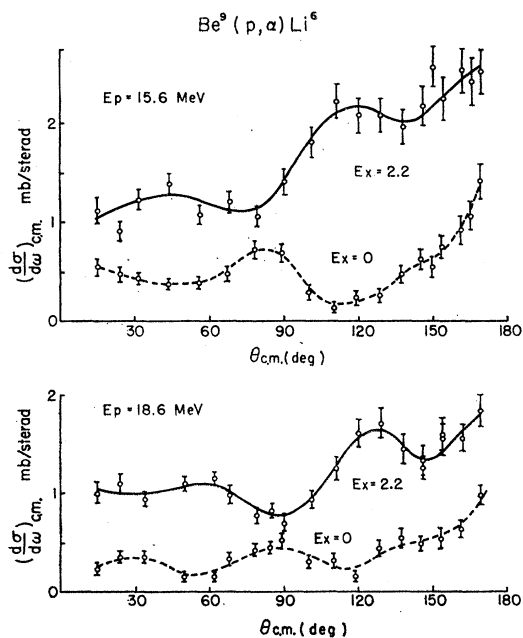 Be⁹ (p,α) Li⁶
Ep = 15.6 MeV
Ex = 2.2
Ex = 0
(dσ/dω)c.m. mb/sterad
2
1
0
30 60 90 120 150 180
θc.m. (deg)
Ep = 18.6 MeV
Ex = 2.2
Ex = 0
(dσ/dω)c.m. mb/sterad
2
1
0
30 60 90 120 150 180
θc.m. (deg)